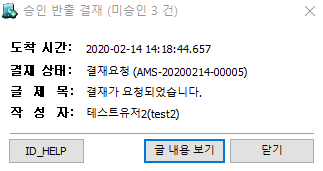 승인 반출 결재 (미승인 3 건)
도착 시간: 2020-02-14 14:18:44.657
결재 상태: 결재요청 (AMS-20200214-00005)
글 제 목: 결재가 요청되었습니다.
작 성 자: 테스트유저2(test2)
ID_HELP 글 내용 보기 닫기